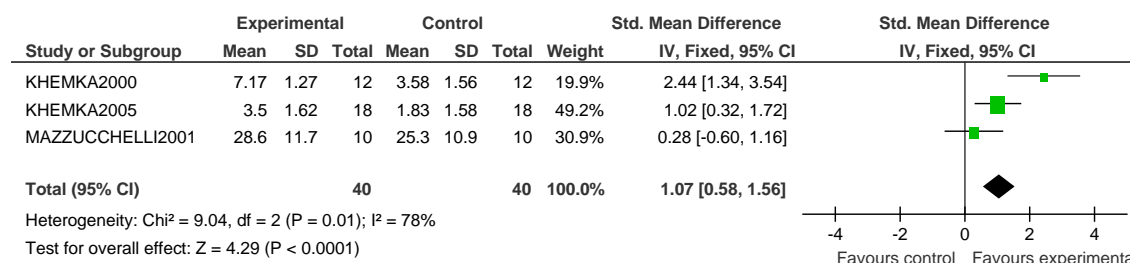 Experimental Control Std. Mean Difference Std. Mean Difference
Study or Subgroup Mean SD Total Mean SD Total Weight IV, Fixed, 95% CI IV, Fixed, 95% CI
KHEMKA2000 7.17 1.27 12 3.58 1.56 12 19.9% 2.44 [1.34, 3.54]
KHEMKA2005 3.5 1.62 18 1.83 1.58 18 49.2% 1.02 [0.32, 1.72]
MAZZUCCHELLI2001 28.6 11.7 10 25.3 10.9 10 30.9% 0.28 [-0.60, 1.16]
Total (95% CI) 40 40 100.0% 1.07 [0.58, 1.56]
Heterogeneity: Chi² = 9.04, df = 2 (P = 0.01); I² = 78%
Test for overall effect: Z = 4.29 (P < 0.0001)
-4 -2 0 2 4
Favours control Favours experimenta